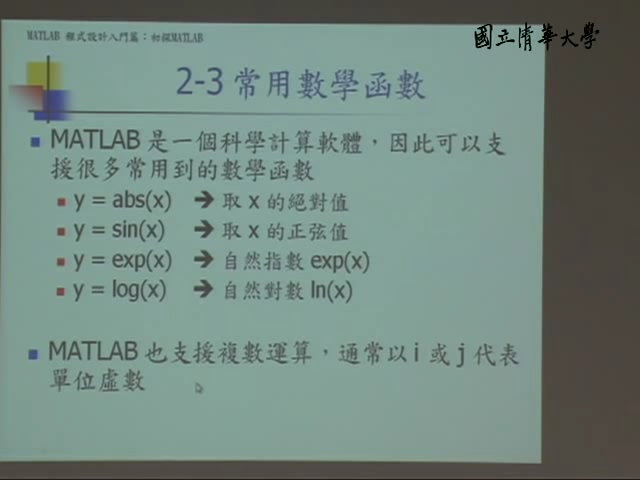 MATLAB 程式設計入門篇：初探MATLAB
國立清華大學
2-3 常用數學函數
MATLAB 是一個科學計算軟體，因此可以支
援很多常用到的數學函數
y = abs(x) ➔ 取 x 的絕對值
y = sin(x) ➔ 取 x 的正弦值
y = exp(x) ➔ 自然指數 exp(x)
y = log(x) ➔ 自然對數 ln(x)
MATLAB 也支援複數運算，通常以 i 或 j 代表
單位虛數